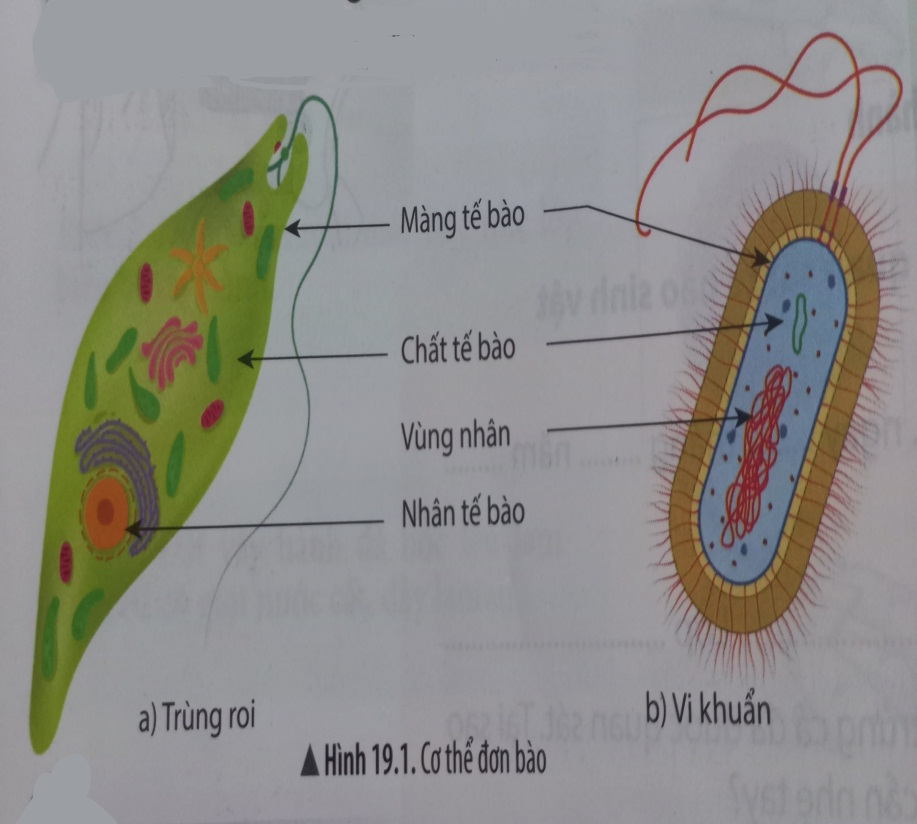 Màng tế bào
Chất tế bào
Vùng nhân
Nhân tế bào
a) Trùng roi
b) Vi khuẩn
▲ Hình 19.1. Cơ thể đơn bào